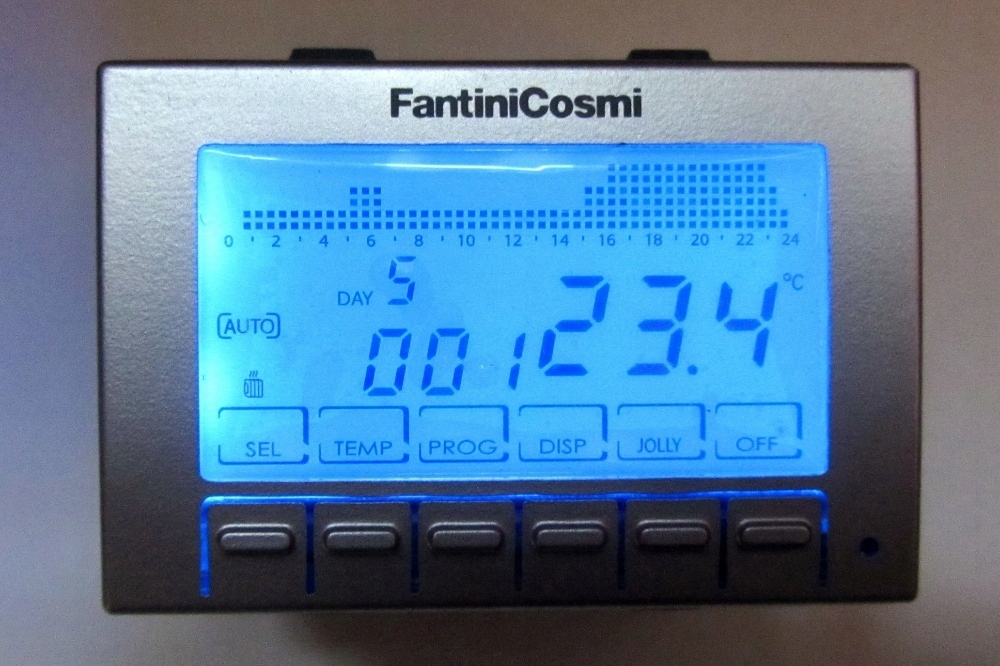 FantiniCosmi
0 2 4 6 8 10 12 14 16 18 20 22 24
DAY 5
°C
AUTO
001 23.4
SEL TEMP PROG DISP JOLLY OFF